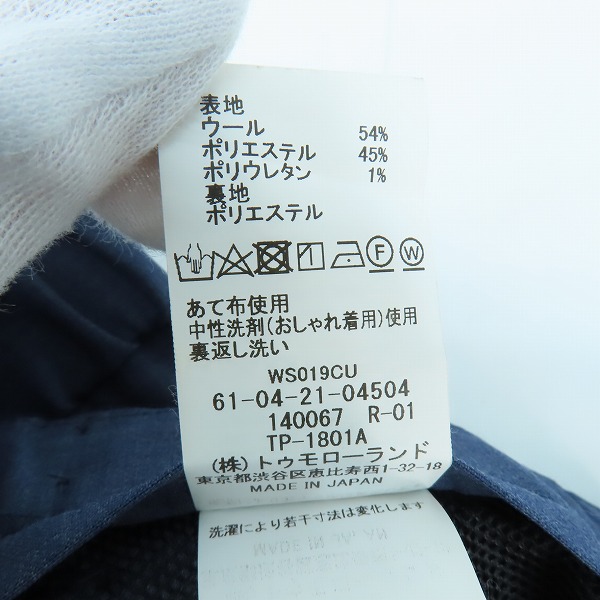 表地
ウール 54%
ポリエステル 45%
ポリウレタン 1%
裏地
ポリエステル
F W
あて布使用
中性洗剤(おしゃれ着用)使用
裏返し洗い
WS019CU
61-04-21-04504
140067 R-01
TP-1801A
(株)トゥモローランド
東京都渋谷区恵比寿西1-32-18
MADE IN JAPAN
洗濯により若干寸法は変化します